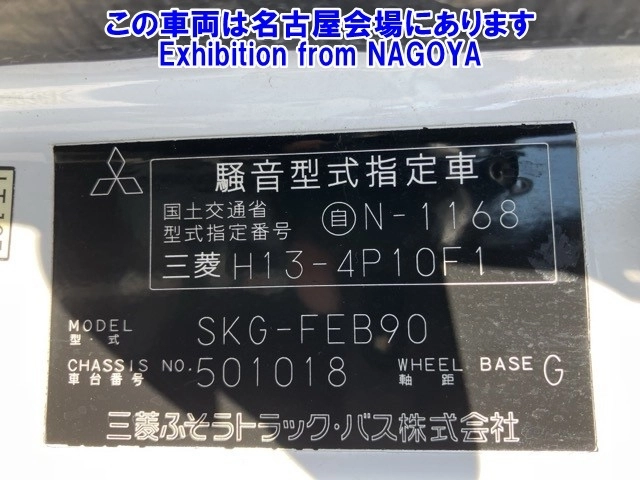 この車両は名古屋会場にあります
Exhibition from NAGOYA
騒音型式指定車
国土交通省
型式指定番号 自N-1168
三菱 H13-4P10F1
MODEL
型・式 SKG-FEB90
CHASSIS NO.
車台番号 501018
WHEEL BASE
軸距 G
三菱ふそうトラック・バス株式会社